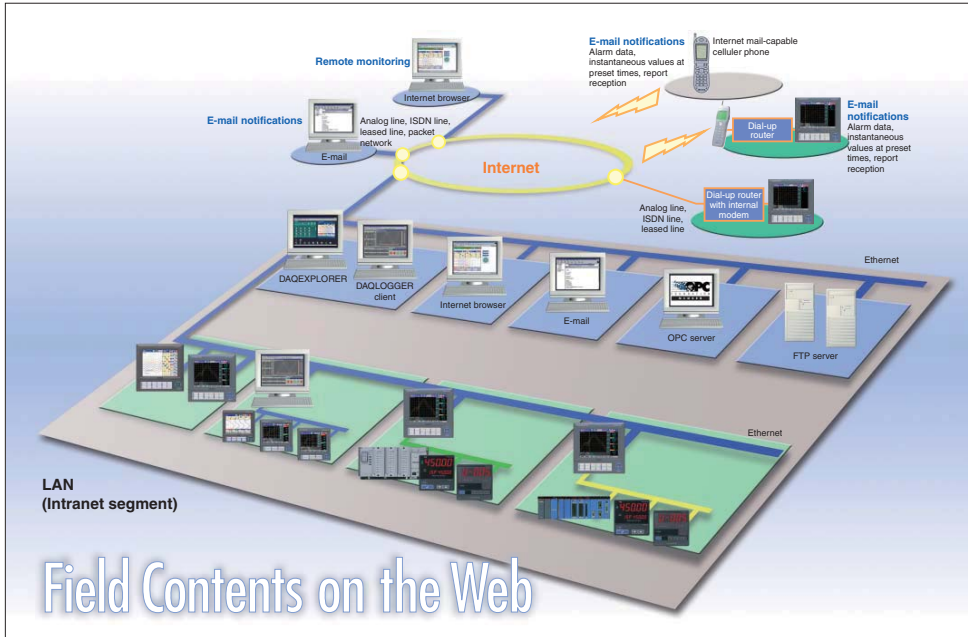 Remote monitoring
Internet browser
E-mail notifications
E-mail
Analog line, ISDN line,
leased line, packet
network
Internet
E-mail notifications
Alarm data,
instantaneous values at
preset times, report
reception
Internet mail-capable
celluler phone
Dial-up
router
E-mail
notifications
Alarm data,
instantaneous
values at preset
times, report
reception
Analog line,
ISDN line,
leased line
Dial-up router
with internal
modem
Ethernet
DAQEXPLORER
DAQLOGGER
client
Internet browser
E-mail
OPC
OPC server
FTP server
Ethernet
45000
45000
LAN
(Intranet segment)
Field Contents on the Web